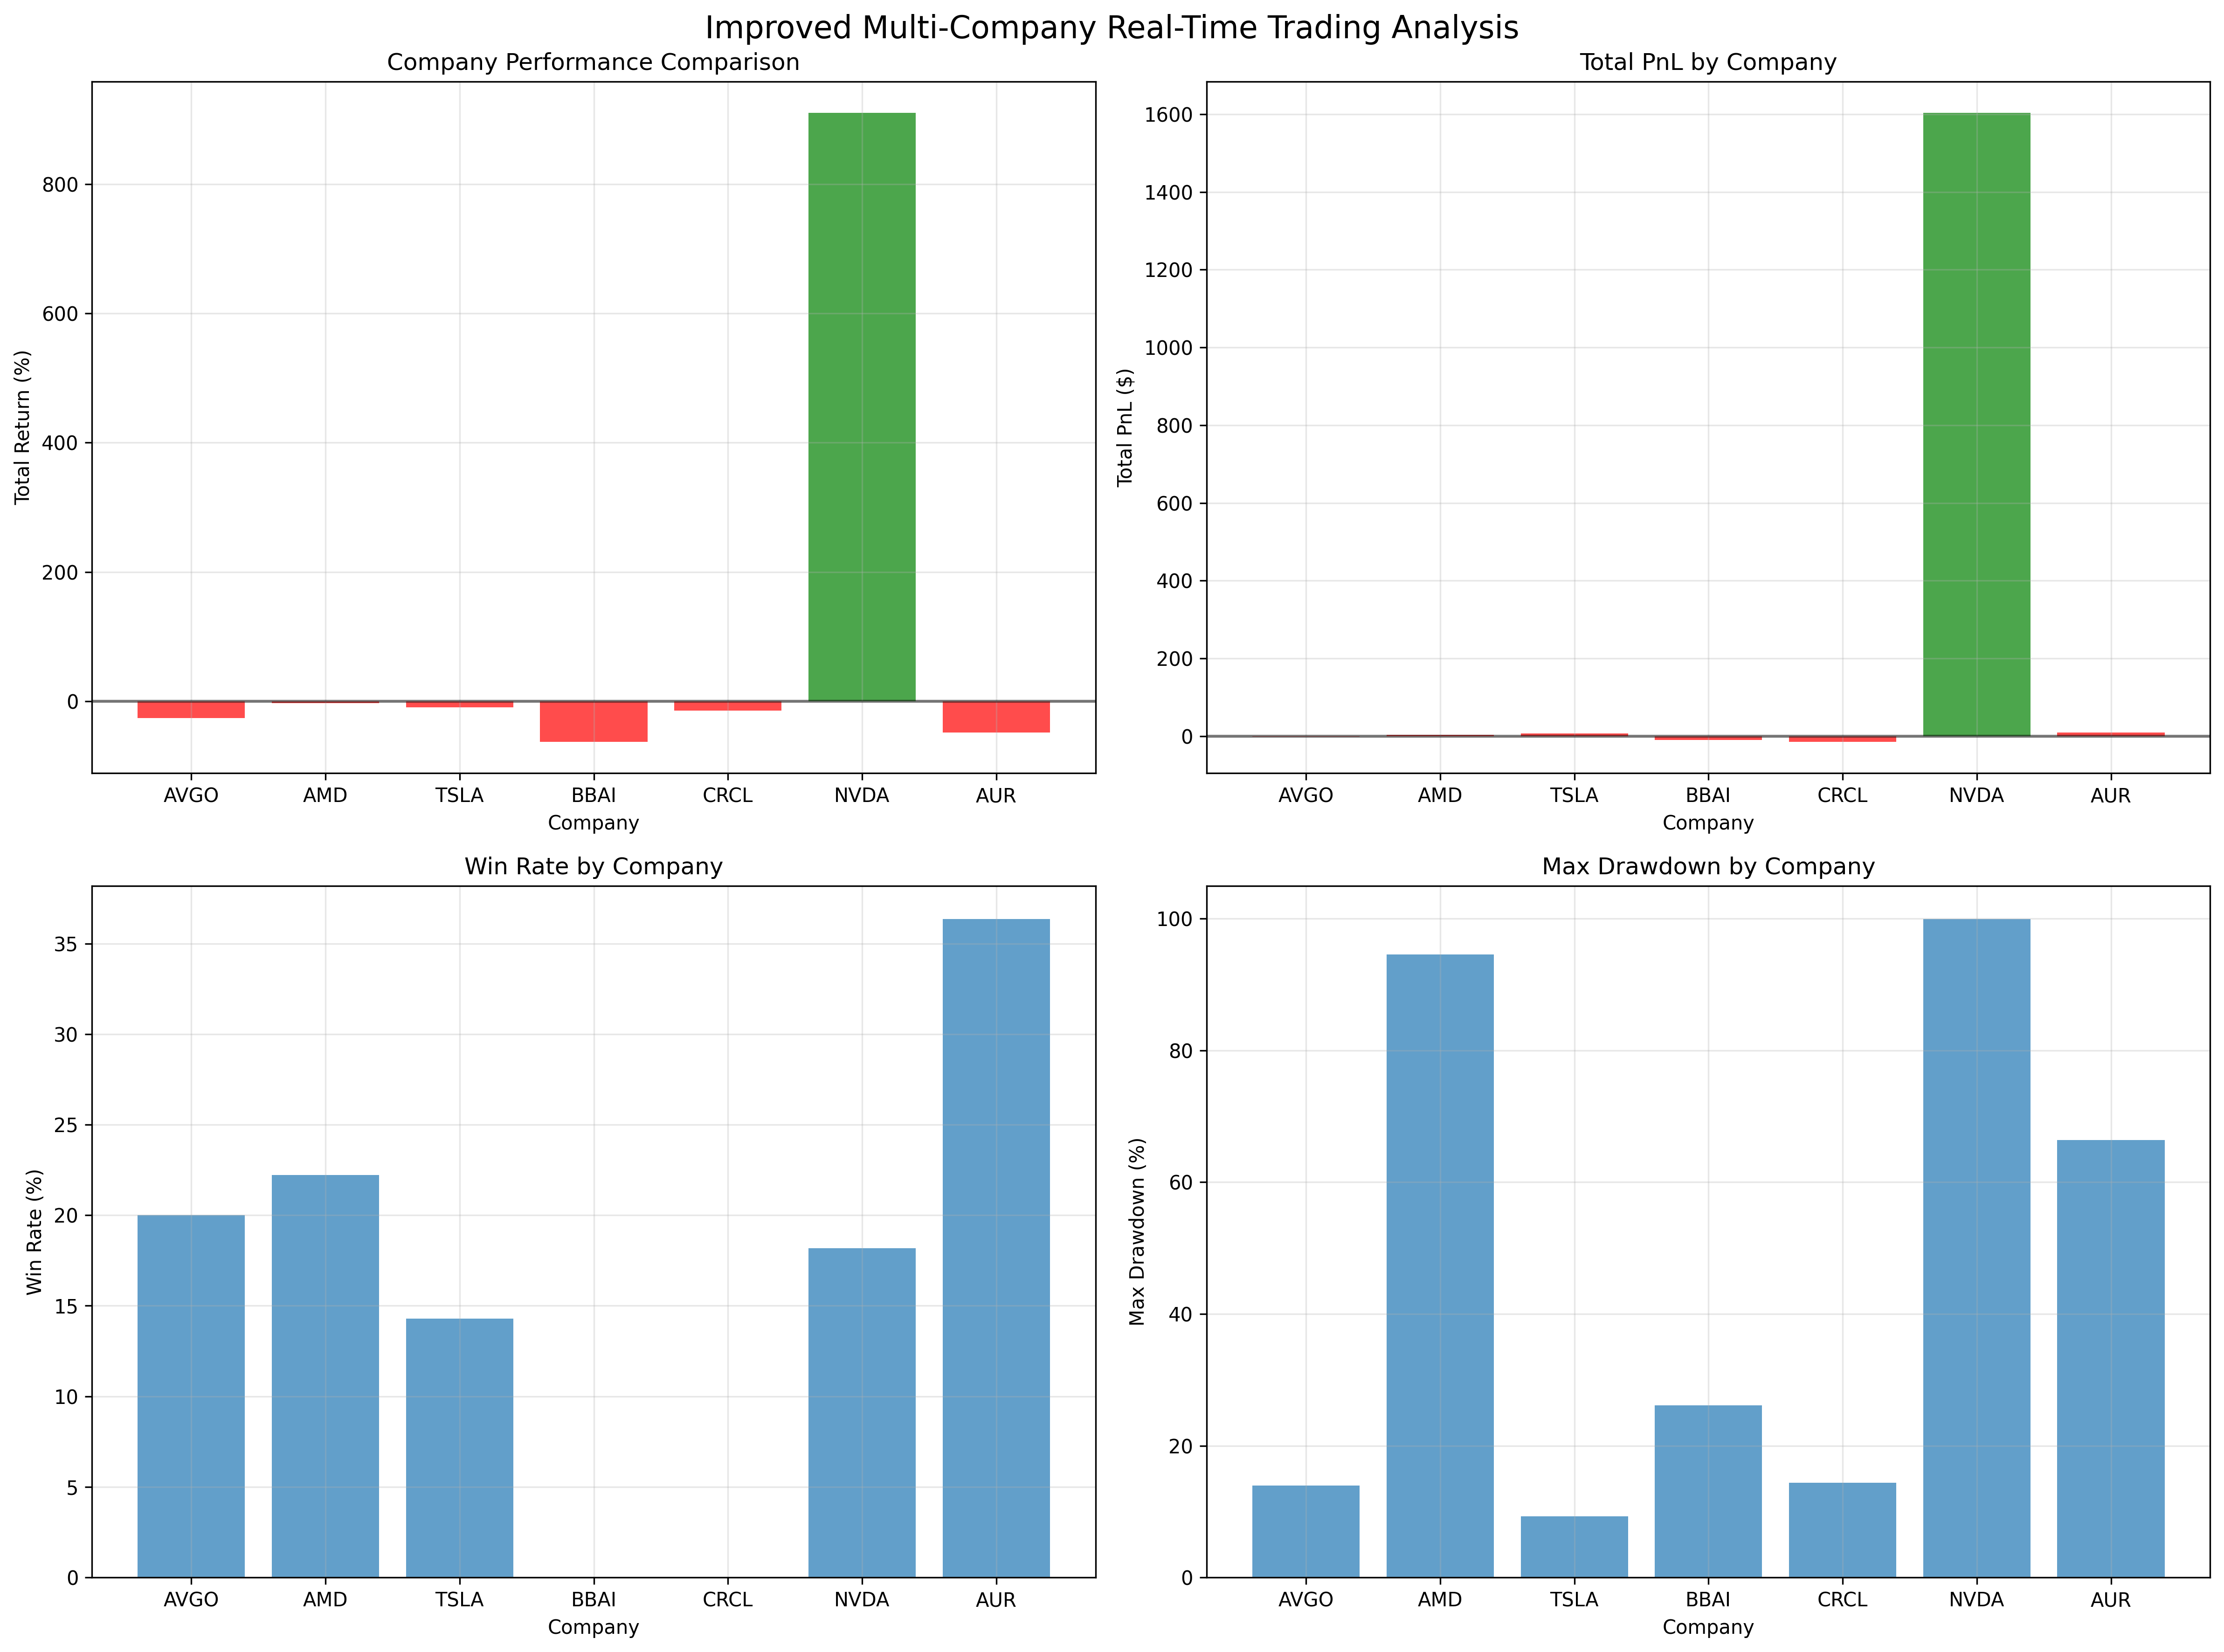 Improved Multi-Company Real-Time Trading Analysis
Company Performance Comparison
Total Return (%)
800
600
400
200
0
AVGO AMD TSLA BBAI CRCL NVDA AUR
Company
Total PnL by Company
Total PnL ($)
1600
1400
1200
1000
800
600
400
200
0
AVGO AMD TSLA BBAI CRCL NVDA AUR
Company
Win Rate by Company
Win Rate (%)
35
30
25
20
15
10
5
0
AVGO AMD TSLA BBAI CRCL NVDA AUR
Company
Max Drawdown by Company
Max Drawdown (%)
100
80
60
40
20
0
AVGO AMD TSLA BBAI CRCL NVDA AUR
Company